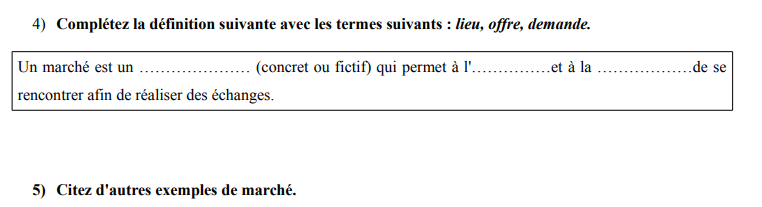 4) Complétez la définition suivante avec les termes suivants : lieu, offre, demande.
Un marché est un ………………… (concret ou fictif) qui permet à l'……………et à la ………………de se
rencontrer afin de réaliser des échanges.
5) Citez d'autres exemples de marché.